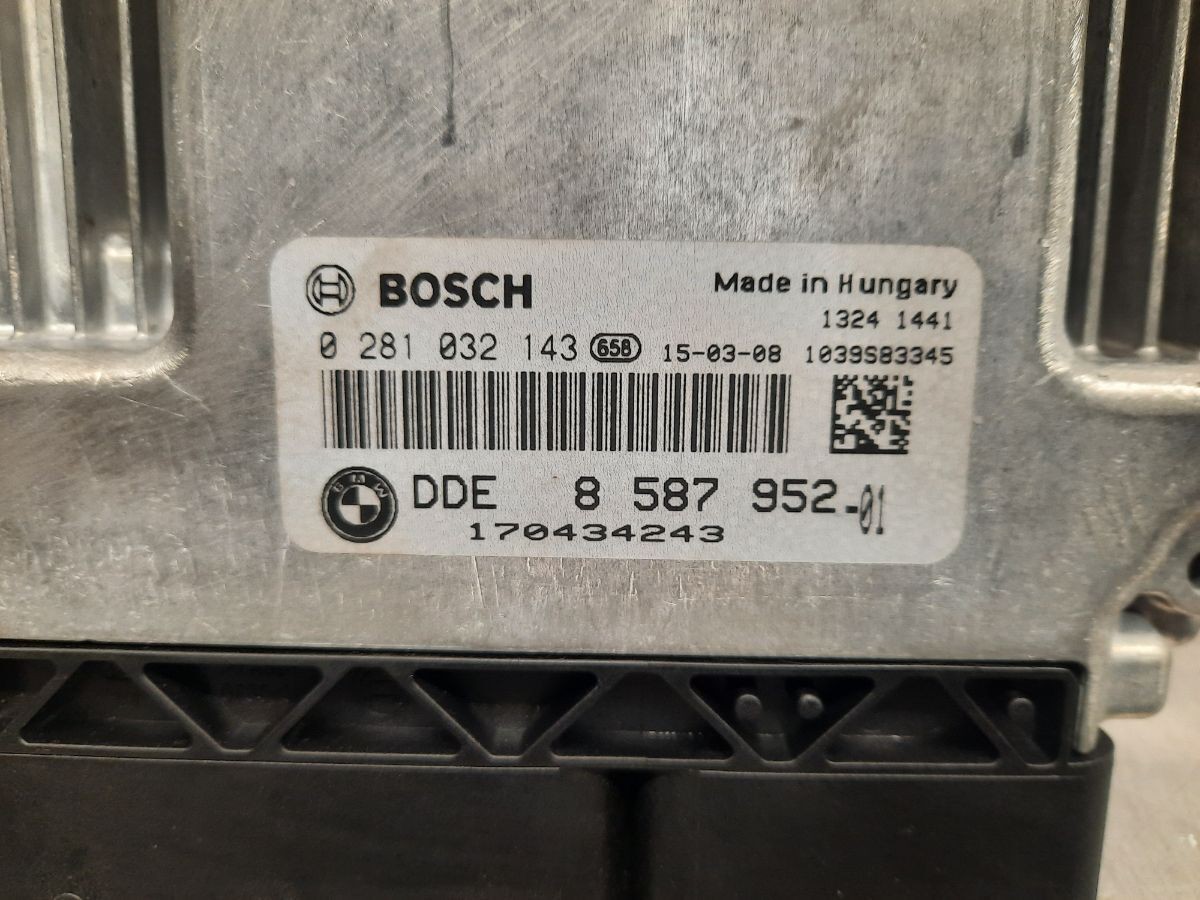 BOSCH Made in Hungary
1324 1441
0 281 032 143 658 15-03-08 1039S83345
BMW DDE 8 587 952-01
170434243